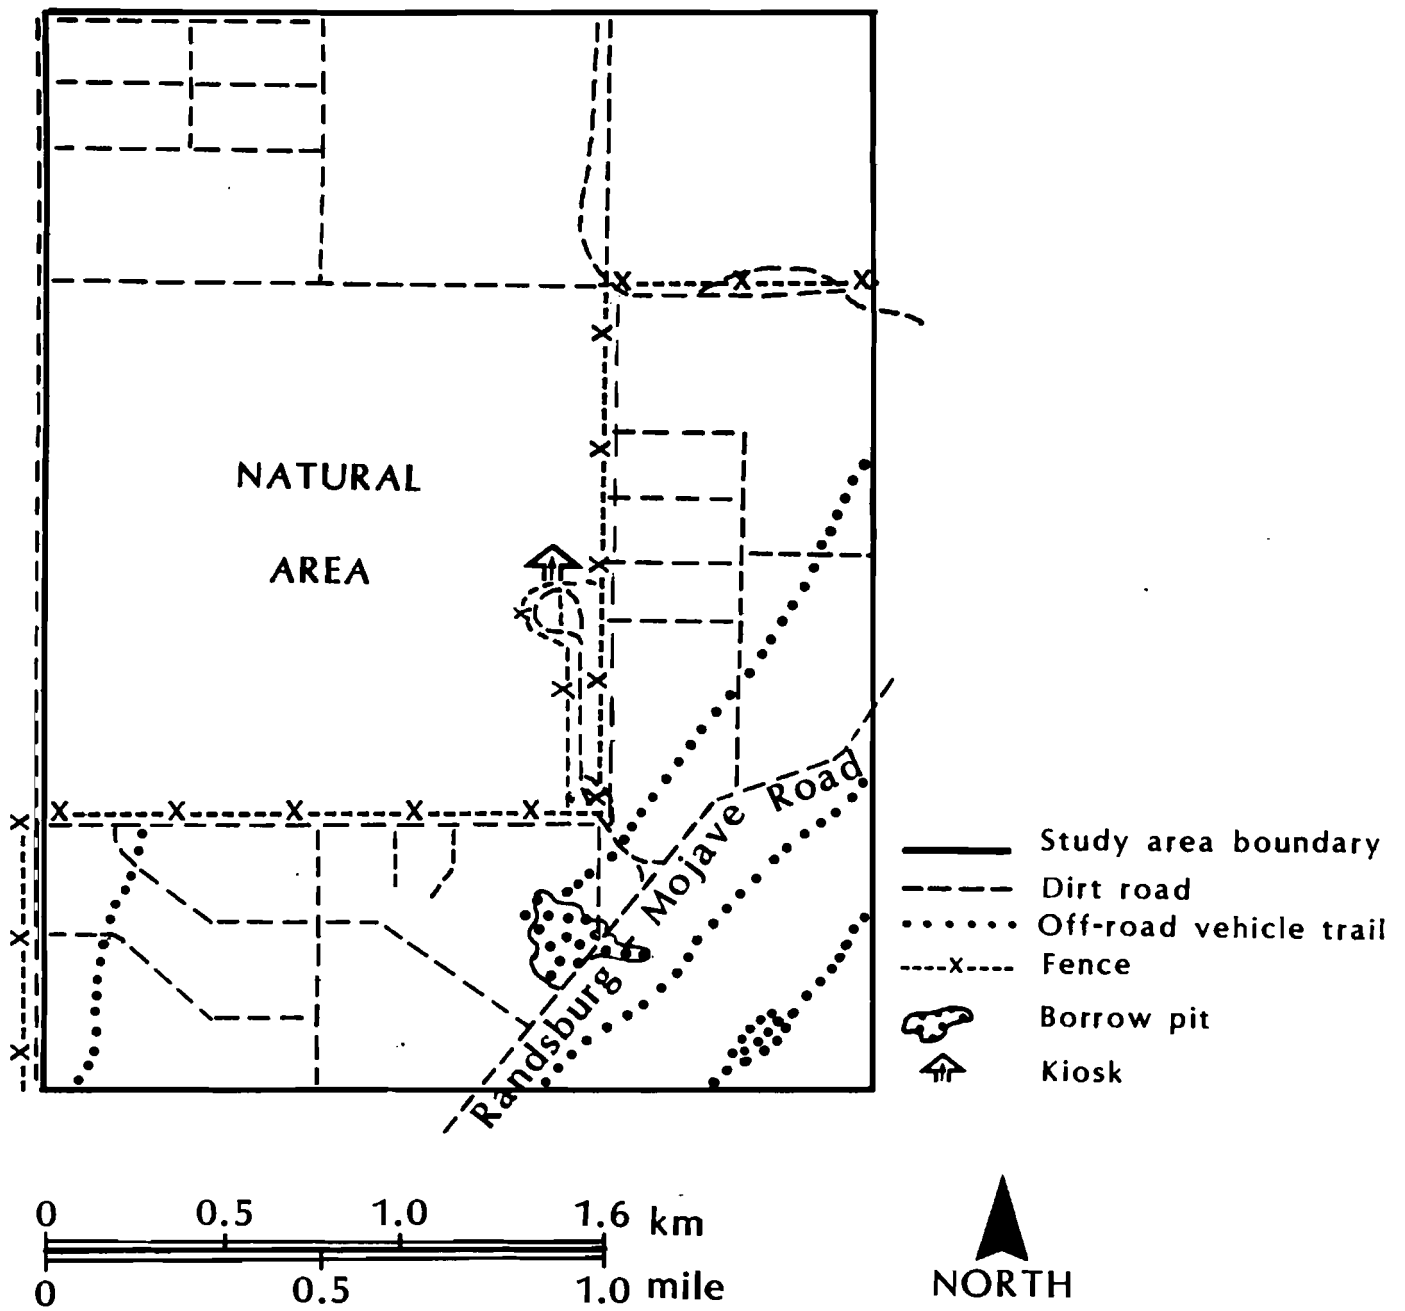 NATURAL
AREA
Randsburg Mojave Road
Study area boundary
Dirt road
Off-road vehicle trail
x Fence
Borrow pit
Kiosk
0 0.5 1.0 1.6 km
0 0.5 1.0 mile
NORTH